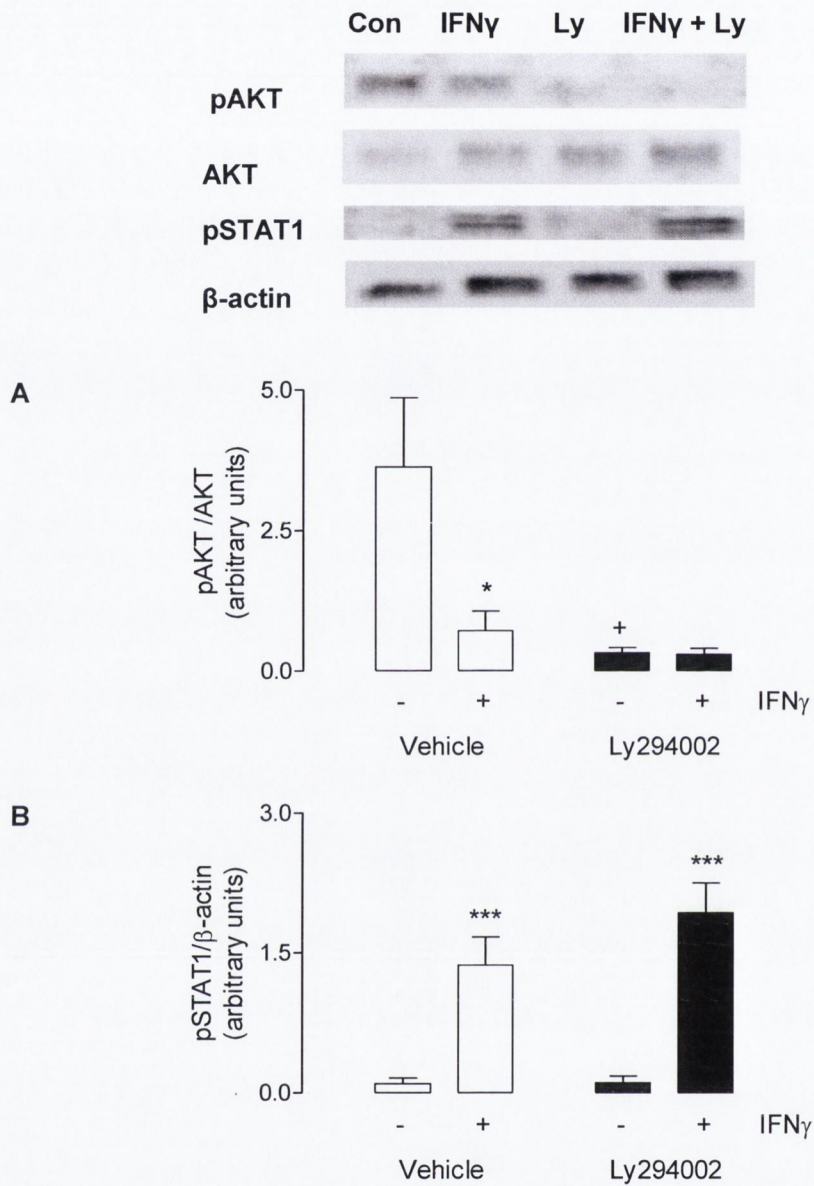 Con IFNγ Ly IFNγ + Ly
pAKT
AKT
pSTAT1
β-actin
A
pAKT /AKT
(arbitrary units)
5.0
2.5
0.0
*
+
- + - + IFNγ
Vehicle Ly294002
B
pSTAT1/β-actin
(arbitrary units)
3.0
1.5
0.0
***
***
- + - + IFNγ
Vehicle Ly294002